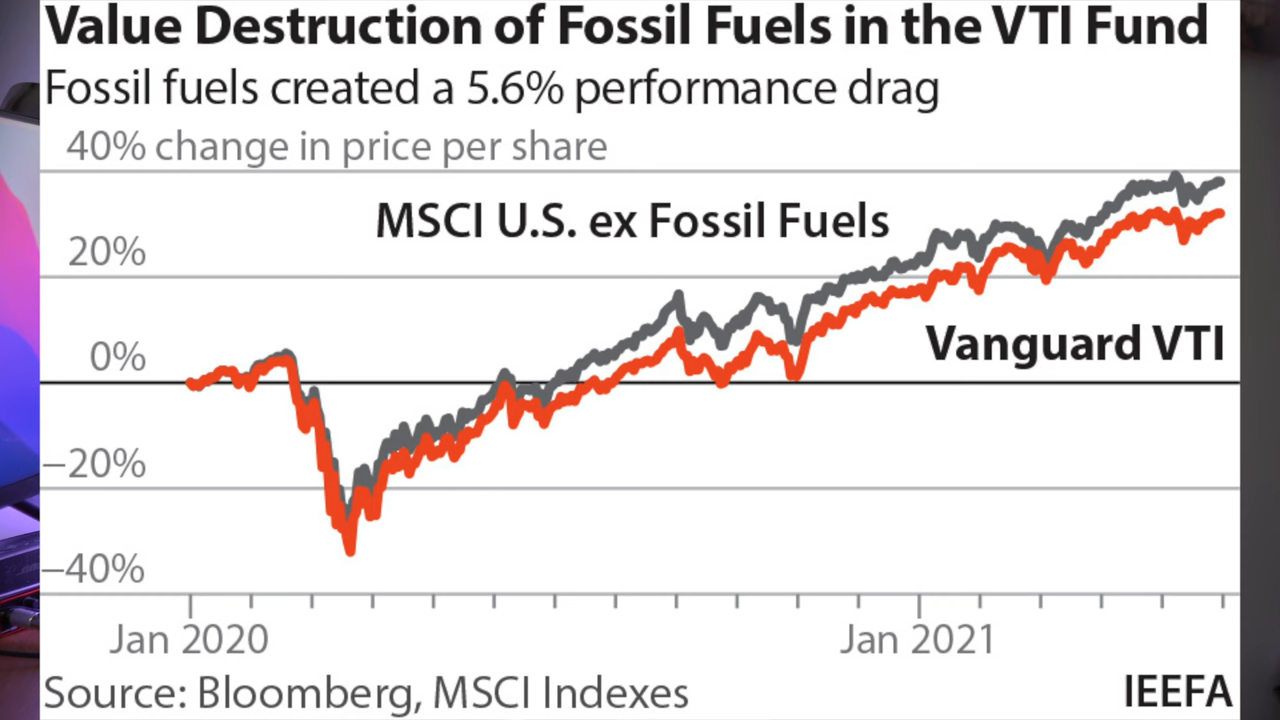 Value Destruction of Fossil Fuels in the VTI Fund
Fossil fuels created a 5.6% performance drag
40% change in price per share
MSCI U.S. ex Fossil Fuels
20%
Vanguard VTI
0%
–20%
–40%
Jan 2020
Jan 2021
Source: Bloomberg, MSCI Indexes
IEEFA